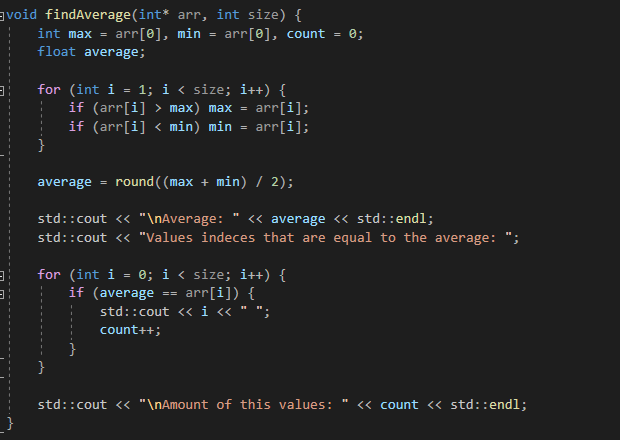 void findAverage(int* arr, int size) {
int max = arr[0], min = arr[0], count = 0;
float average;
for (int i = 1; i < size; i++) {
if (arr[i] > max) max = arr[i];
if (arr[i] < min) min = arr[i];
}
average = round((max + min) / 2);
std::cout << "\nAverage: " << average << std::endl;
std::cout << "Values indeces that are equal to the average: ";
for (int i = 0; i < size; i++) {
if (average == arr[i]) {
std::cout << i << " ";
count++;
}
}
std::cout << "\nAmount of this values: " << count << std::endl;
}